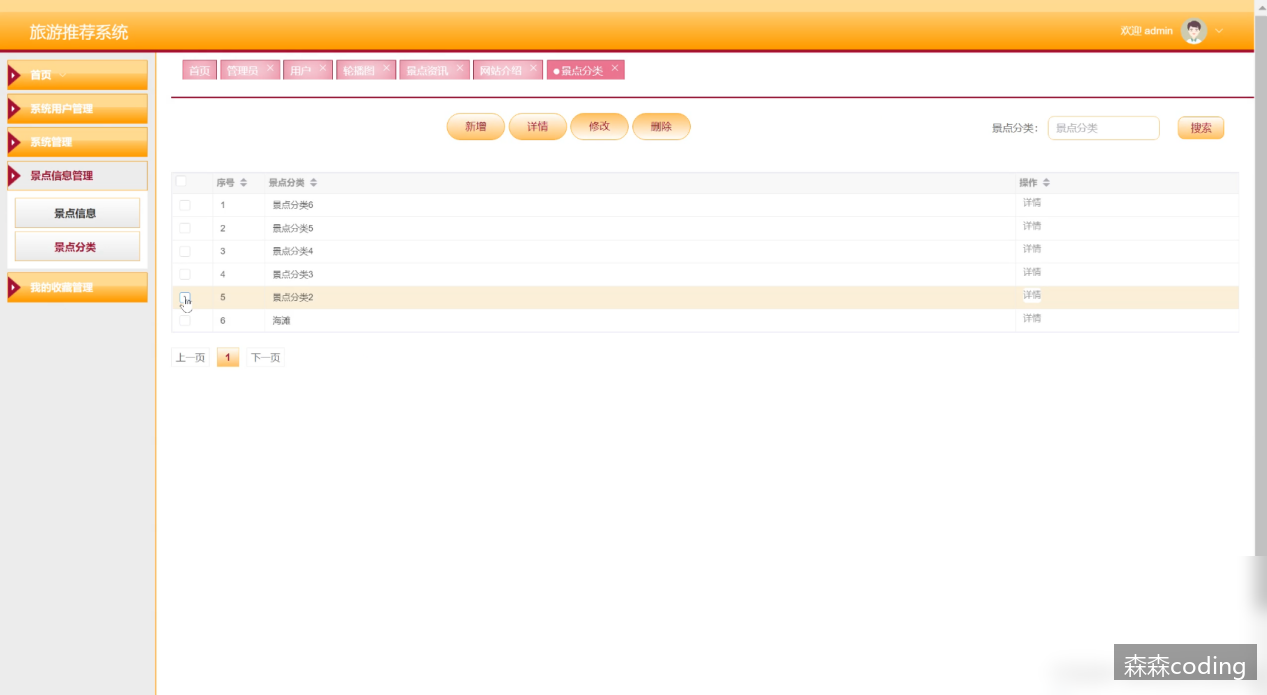 旅游推荐系统
欢迎 admin
首页
系统用户管理
系统管理
景点信息管理
景点信息
景点分类
我的收藏管理
首页 管理员 用户 轮播图 景点资讯 网站介绍 景点分类
新增 详情 修改 删除 景点分类： 景点分类 搜索
序号 景点分类 操作
1 景点分类6 详情
2 景点分类5 详情
3 景点分类4 详情
4 景点分类3 详情
5 景点分类2 详情
6 海滩 详情
上一页 1 下一页
森森coding